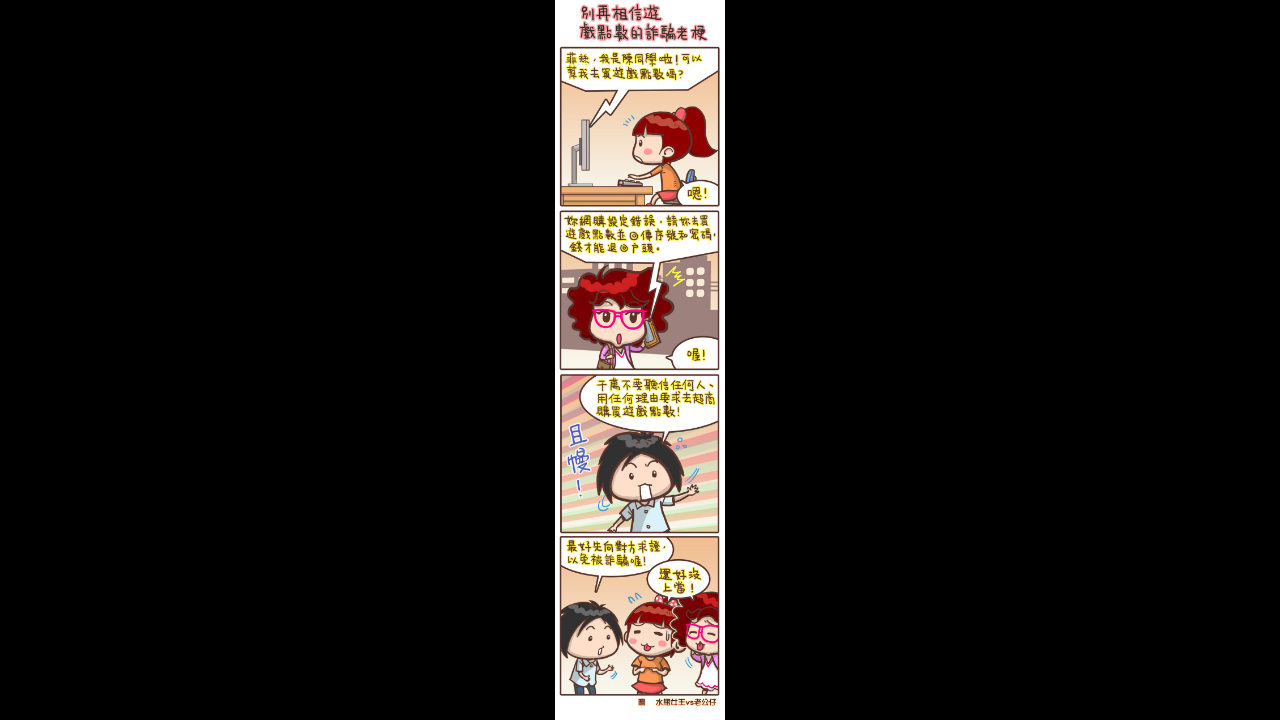 別再相信遊
戲點數的詐騙老梗
菲絲，我是陳同學啦！可以
幫我去買遊戲點數嗎？
嗯！
妳網購設定錯誤，請妳去買
遊戲點數並回傳序號和密碼，
錢才能退回戶頭。
喔！
千萬不要聽信任何人、
用任何理由要求去超商
購買遊戲點數！
且慢！
最好先向對方求證，
以免被詐騙喔！
還好沒
上當！
圖 水瓶女王vs老公仔